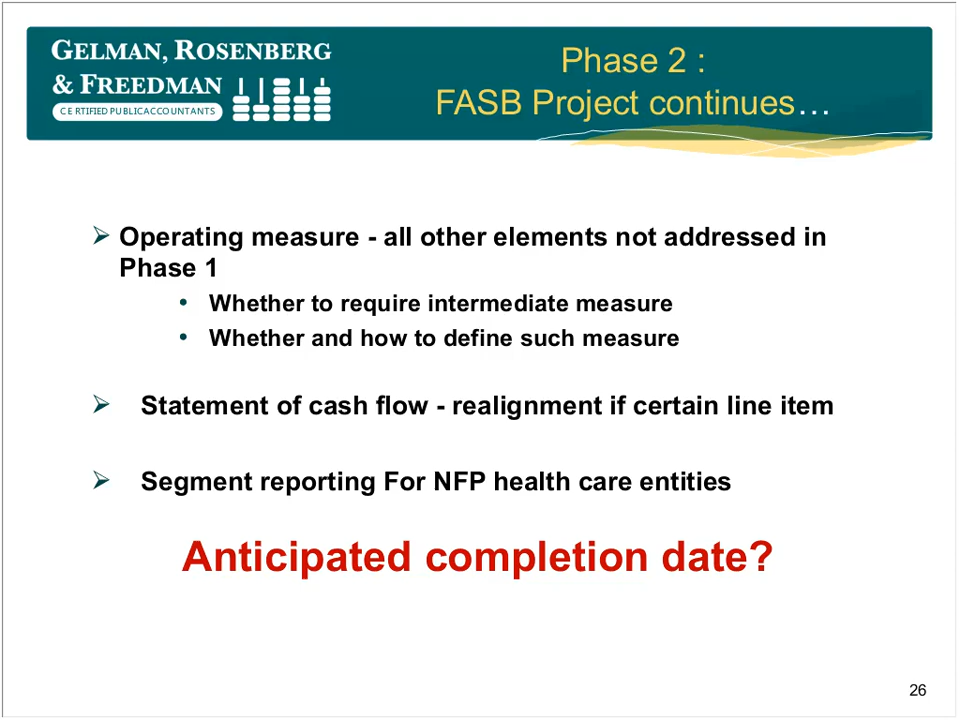 GELMAN, ROSENBERG
& FREEDMAN
CERTIFIED PUBLIC ACCOUNTANTS
Phase 2 :
FASB Project continues…
Operating measure - all other elements not addressed in
Phase 1
• Whether to require intermediate measure
• Whether and how to define such measure
Statement of cash flow - realignment if certain line item
Segment reporting For NFP health care entities
Anticipated completion date?
26